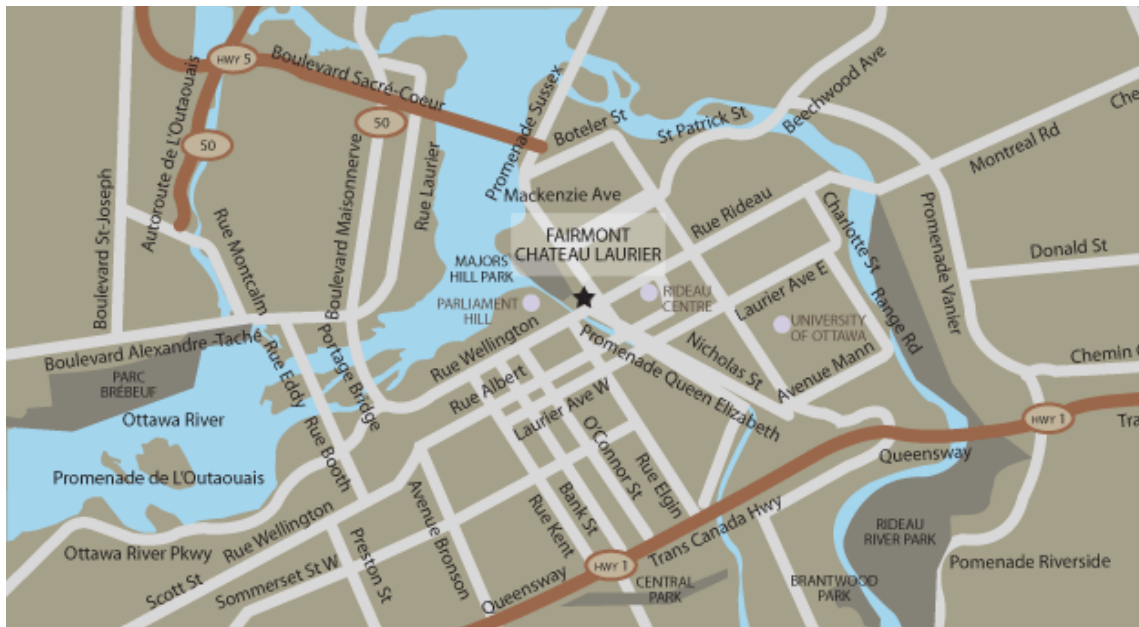 HWY 5
Boulevard Sacré-Coeur
50
50
Autoroute de L'Outaouais
Boulevard St-Joseph
Rue Montcalm
Boulevard Maisonnerve
Rue Laurier
Promenade Sussex
Boteler St
St Patrick St
Beechwood Ave
Che
Montreal Rd
Mackenzie Ave
Rue Rideau
Charlotte St
Promenade Vanier
Donald St
FAIRMONT
CHATEAU LAURIER
MAJORS
HILL PARK
PARLIAMENT
HILL
RIDEAU
CENTRE
Laurier Ave E
Range Rd
UNIVERSITY
OF OTTAWA
Boulevard Alexandre -Taché
PARC
BRÉBEUF
Rue Eddy
Portage Bridge
Rue Wellington
Rue Albert
Promenade Queen Elizabeth
Nicholas St
Avenue Mann
Chemin
Laurier Ave W
Ottawa River
Rue Booth
O'Connor St
Rue Elgin
HWY 1
Tra
Queensway
Promenade de L'Outaouais
Rue Wellington
Avenue Bronson
Bank St
Rue Kent
Trans Canada Hwy
Ottawa River Pkwy
Preston St
Scott St
Sommerset St W
Queensway
HWY 1
CENTRAL
PARK
BRANTWOOD
PARK
RIDEAU
RIVER PARK
Pomenade Riverside